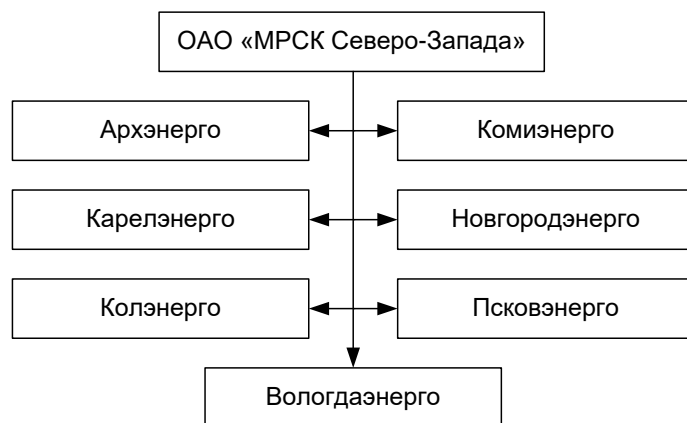 ОАО «МРСК Северо-Запада»
Архэнерго
Комиэнерго
Карелэнерго
Новгородэнерго
Колэнерго
Псковэнерго
Вологдаэнерго